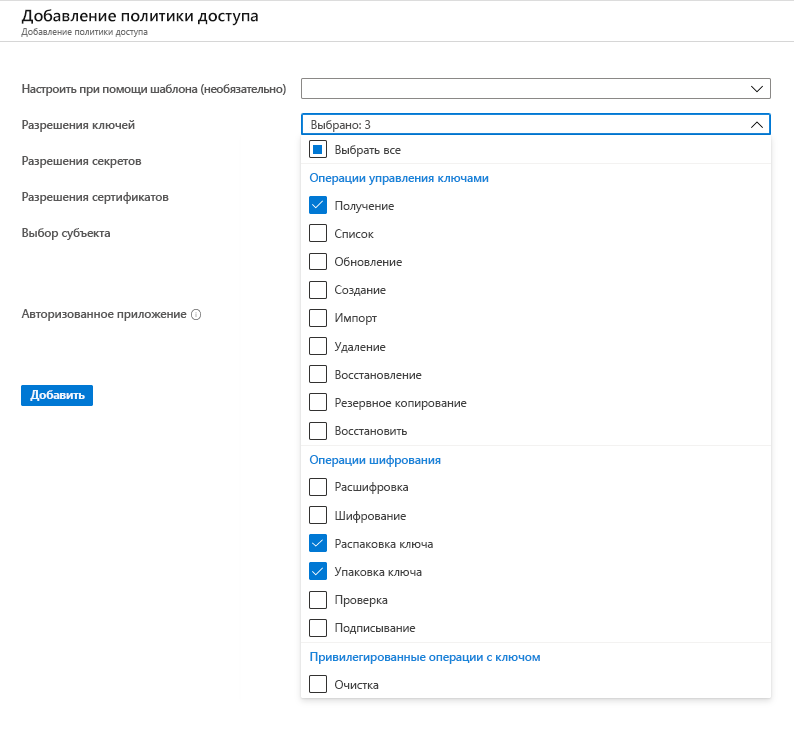 Добавление политики доступа
Добавление политики доступа
Настроить при помощи шаблона (необязательно)
Разрешения ключей
Выбрано: 3
Выбрать все
Разрешения секретов
Операции управления ключами
Разрешения сертификатов
Получение
Выбор субъекта
Список
Обновление
Создание
Авторизованное приложение
Импорт
Удаление
Восстановление
Добавить
Резервное копирование
Восстановить
Операции шифрования
Расшифровка
Шифрование
Распаковка ключа
Упаковка ключа
Проверка
Подписывание
Привилегированные операции с ключом
Очистка